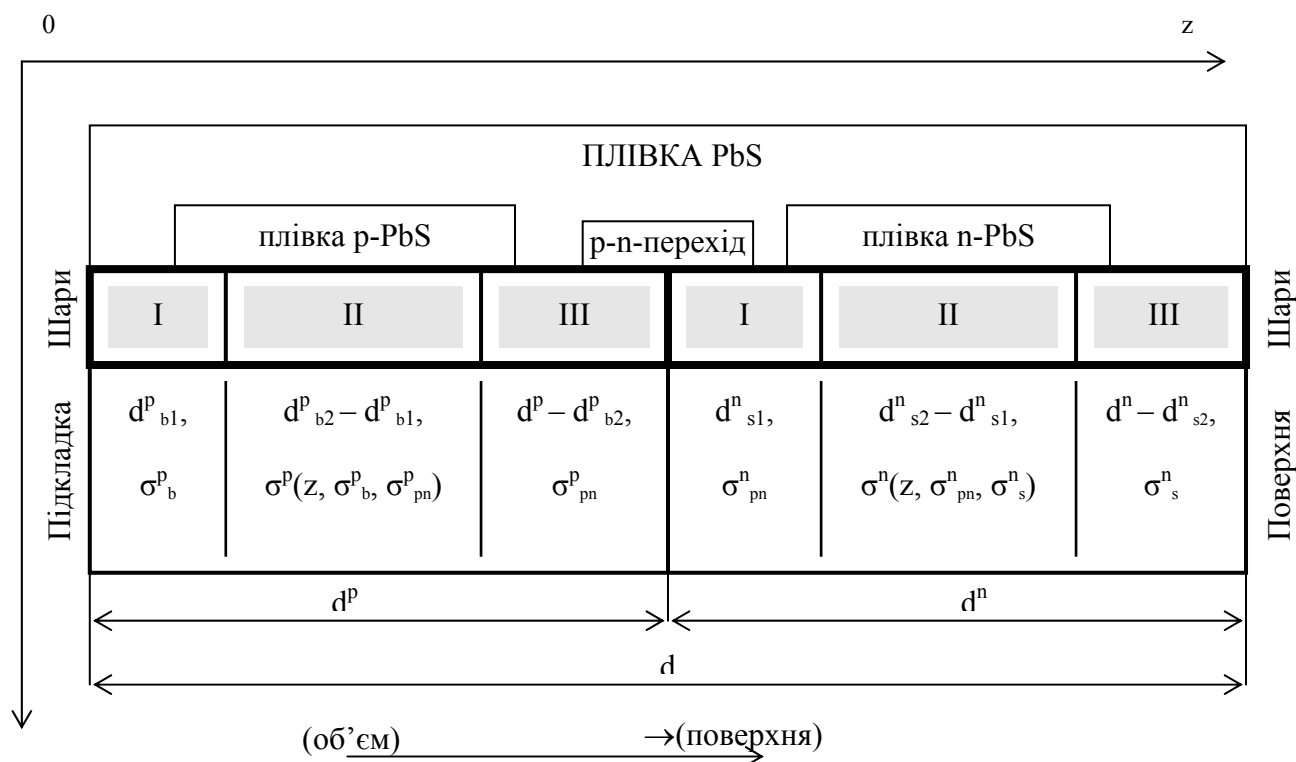 0 z
ПЛІВКА PbS
плівка p-PbS p-n-перехід плівка n-PbS
Шари I II III I II III Шари
Підкладка
d^p_b1, d^p_b2 – d^p_b1, d^p – d^p_b2, d^n_s1, d^n_s2 – d^n_s1, d^n – d^n_s2,
σ^p_b σ^p(z, σ^p_b, σ^p_pn) σ^p_pn σ^n_pn σ^n(z, σ^n_pn, σ^n_s) σ^n_s
Поверхня
d^p d^n
d
(об’єм) →(поверхня)